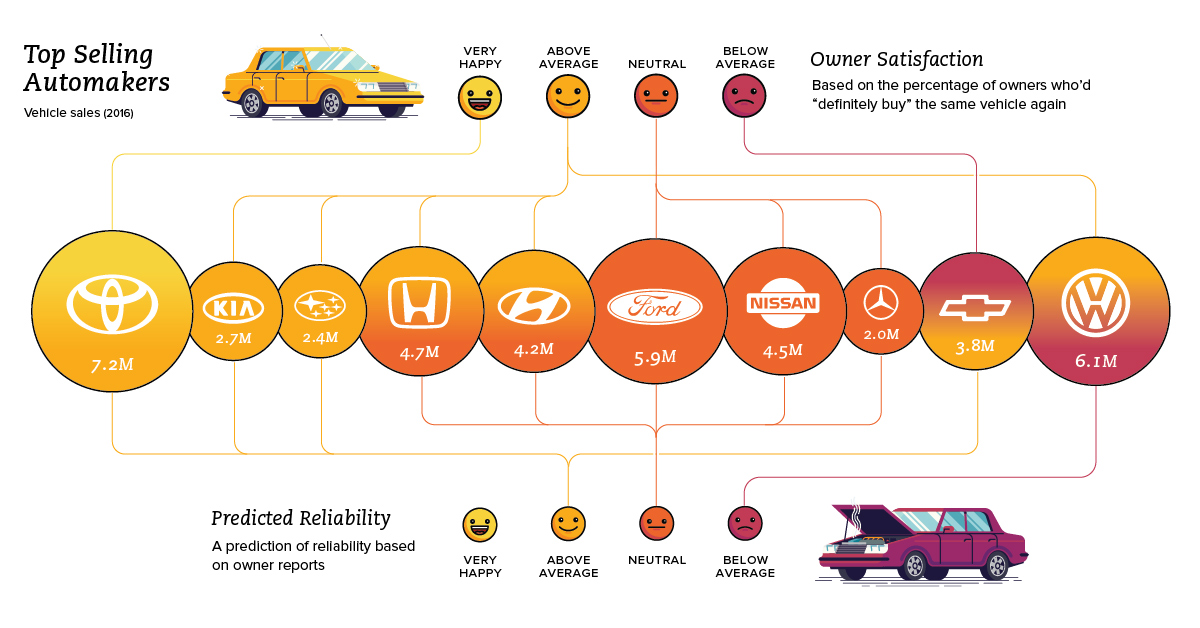 Top Selling
Automakers
Vehicle sales (2016)
VERY
HAPPY
ABOVE
AVERAGE
NEUTRAL
BELOW
AVERAGE
Owner Satisfaction
Based on the percentage of owners who'd
“definitely buy” the same vehicle again
7.2M
KIA
2.7M
2.4M
4.7M
4.2M
Ford
5.9M
NISSAN
4.5M
2.0M
3.8M
6.1M
Predicted Reliability
A prediction of reliability based
on owner reports
VERY
HAPPY
ABOVE
AVERAGE
NEUTRAL
BELOW
AVERAGE